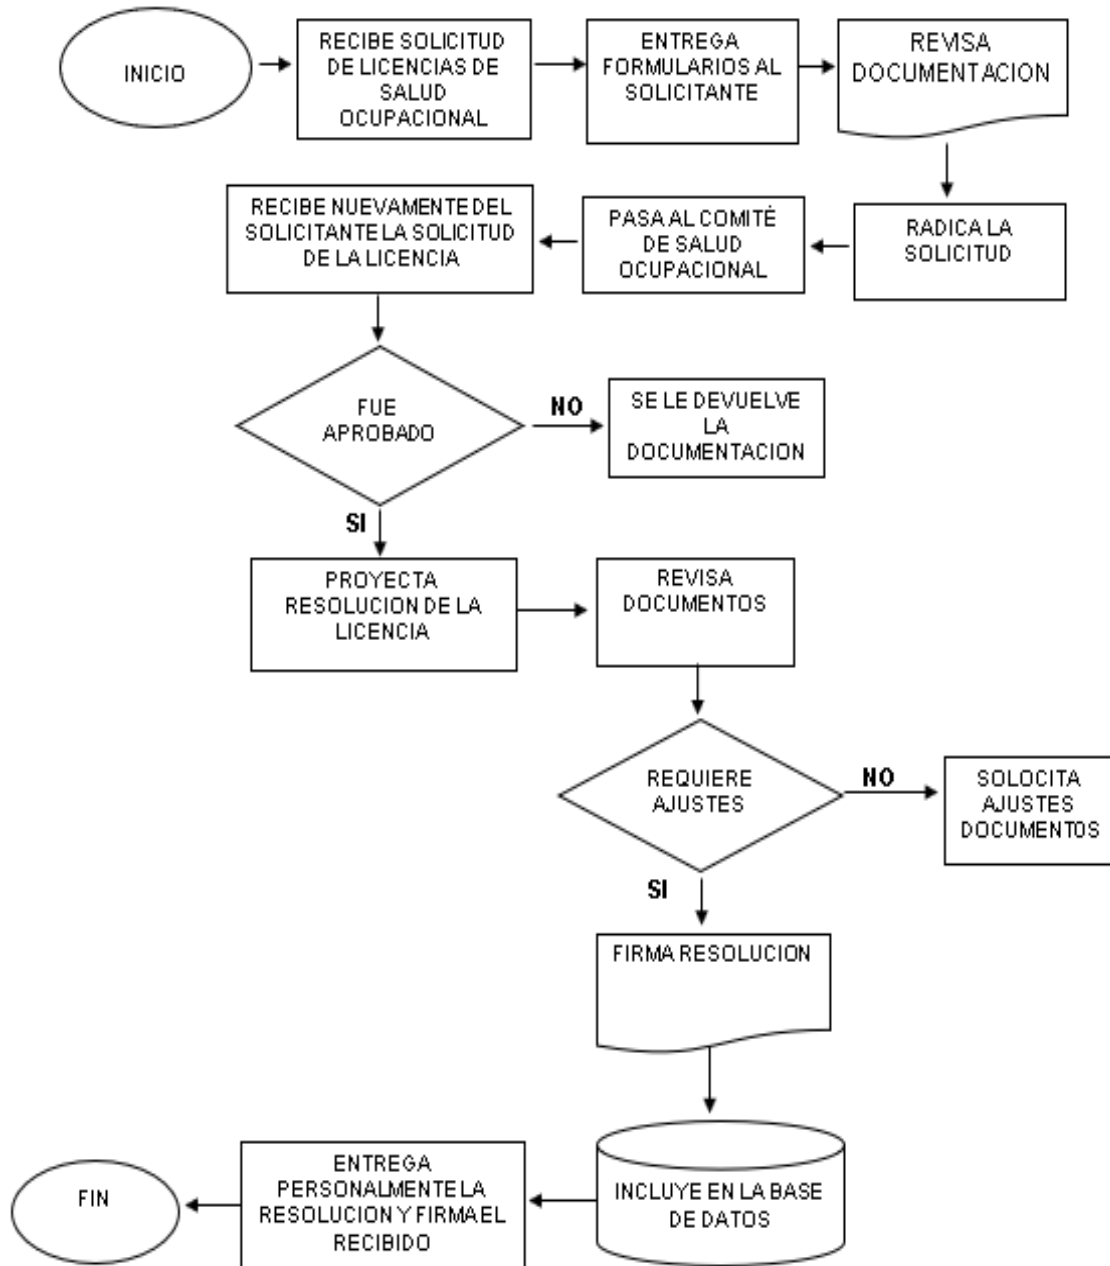 INICIO
RECIBE SOLICITUD
DE LICENCIAS DE
SALUD
OCUPACIONAL
ENTREGA
FORMULARIOS AL
SOLICITANTE
REVISA
DOCUMENTACION
RADICA LA
SOLICITUD
PASA AL COMITÉ
DE SALUD
OCUPACIONAL
RECIBE NUEVAMENTE DEL
SOLICITANTE LA SOLICITUD
DE LA LICENCIA
FUE
APROBADO
NO
SE LE DEVUELVE
LA
DOCUMENTACION
SI
PROYECTA
RESOLUCION DE LA
LICENCIA
REVISA
DOCUMENTOS
REQUIERE
AJUSTES
NO
SOLOCITA
AJUSTES
DOCUMENTOS
SI
FIRMA RESOLUCION
INCLUYE EN LA BASE
DE DATOS
ENTREGA
PERSONALMENTE LA
RESOLUCION Y FIRMA EL
RECIBIDO
FIN